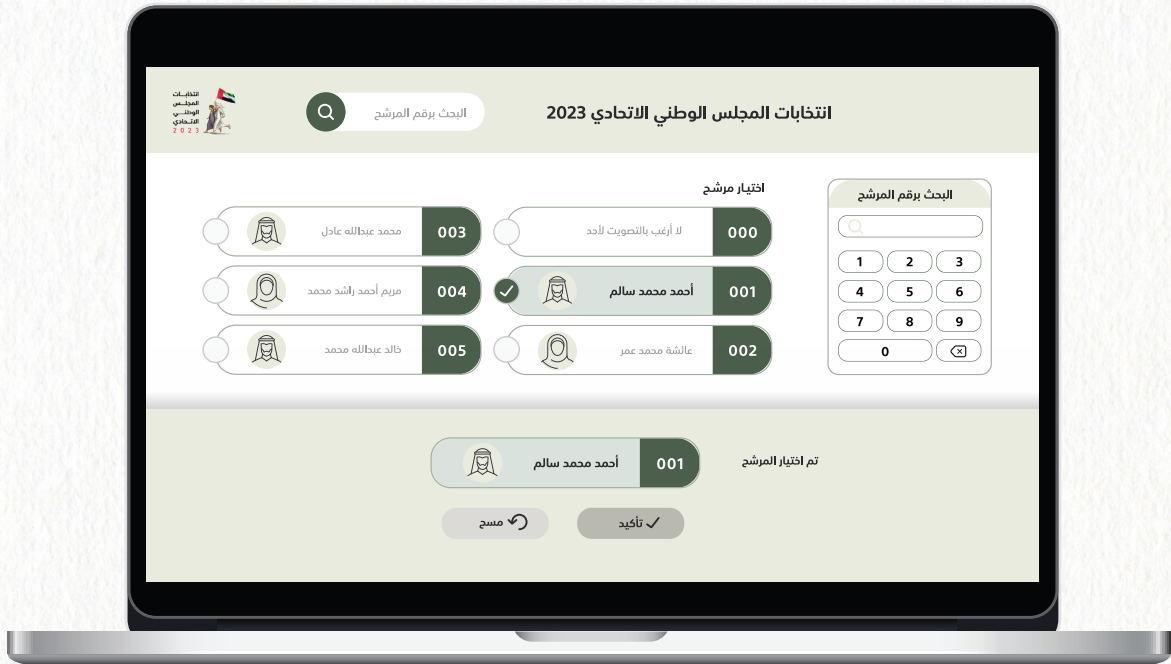 انتخابات المجلس الوطني الاتحادي 2023
البحث برقم المرشح
انتخابات
المجلس
الوطني
الاتحادي
2023
البحث برقم المرشح
1 2 3
4 5 6
7 8 9
0
اختيار مرشح
000 لا أرغب بالتصويت لأحد
001 أحمد محمد سالم
002 عائشة محمد عمر
003 محمد عبدالله عادل
004 مريم أحمد راشد محمد
005 خالد عبدالله محمد
تم اختيار المرشح
001 أحمد محمد سالم
تأكيد
مسح